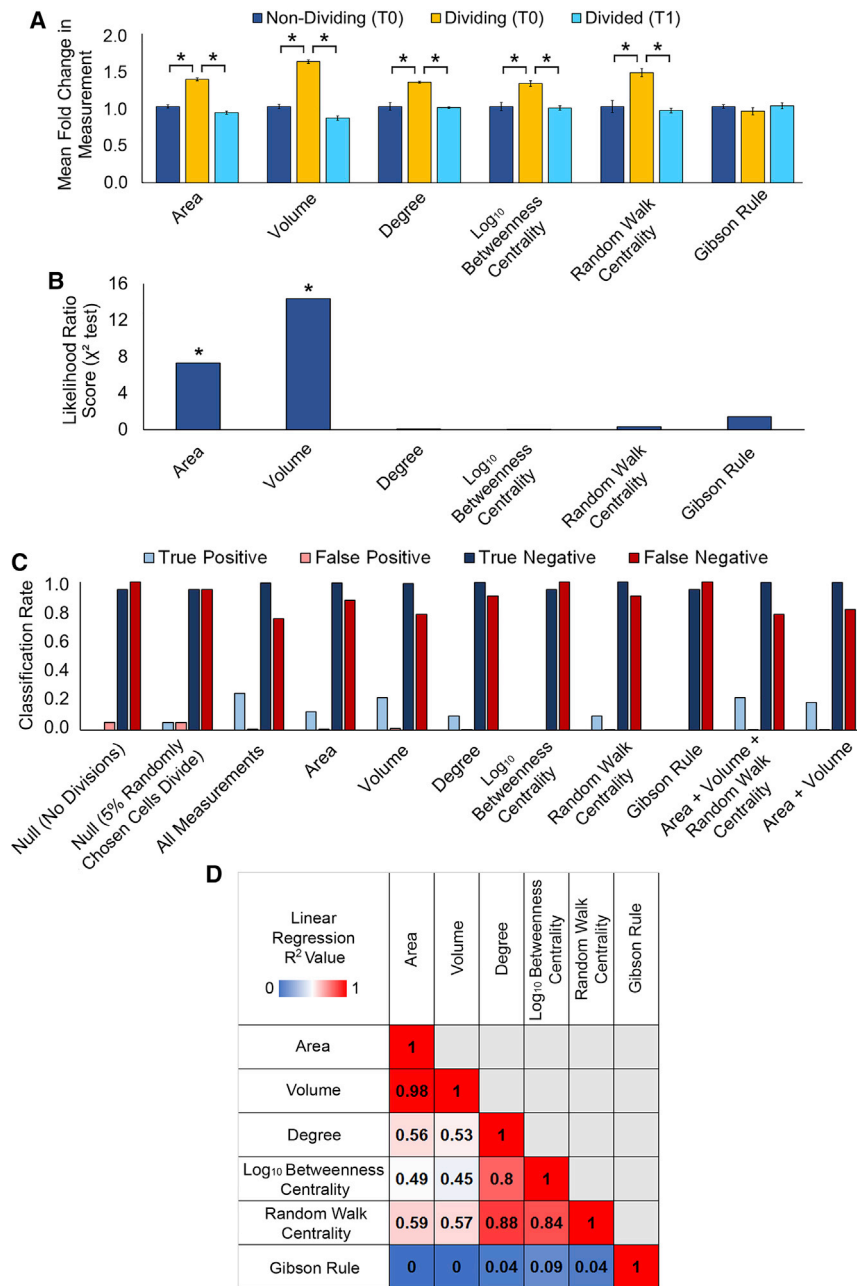 A
Non-Dividing (T0) Dividing (T0) Divided (T1)
Mean Fold Change in
Measurement
2.0
1.5
1.0
0.5
0.0
* * * * * * * * * *
Area
Volume
Degree
Log₁₀
Betweenness
Centrality
Random Walk
Centrality
Gibson Rule
B
Likelihood Ratio
Score (χ² test)
16
12
8
4
0
*
*
Area
Volume
Degree
Log₁₀
Betweenness
Centrality
Random Walk
Centrality
Gibson Rule
C
True Positive False Positive True Negative False Negative
Classification Rate
1.0
0.8
0.6
0.4
0.2
0.0
Null (No Divisions)
Null (5% Randomly
Chosen Cells Divide)
All Measurements
Area
Volume
Degree
Log₁₀
Betweenness
Centrality
Random Walk
Centrality
Gibson Rule
Area + Volume +
Random Walk
Centrality
Area + Volume
D
Linear
Regression
R² Value
0 1
Area
Volume
Degree
Log₁₀ Betweenness
Centrality
Random Walk
Centrality
Gibson Rule
Area 1
Volume 0.98 1
Degree 0.56 0.53 1
Log₁₀ Betweenness
Centrality 0.49 0.45 0.8 1
Random Walk
Centrality 0.59 0.57 0.88 0.84 1
Gibson Rule 0 0 0.04 0.09 0.04 1